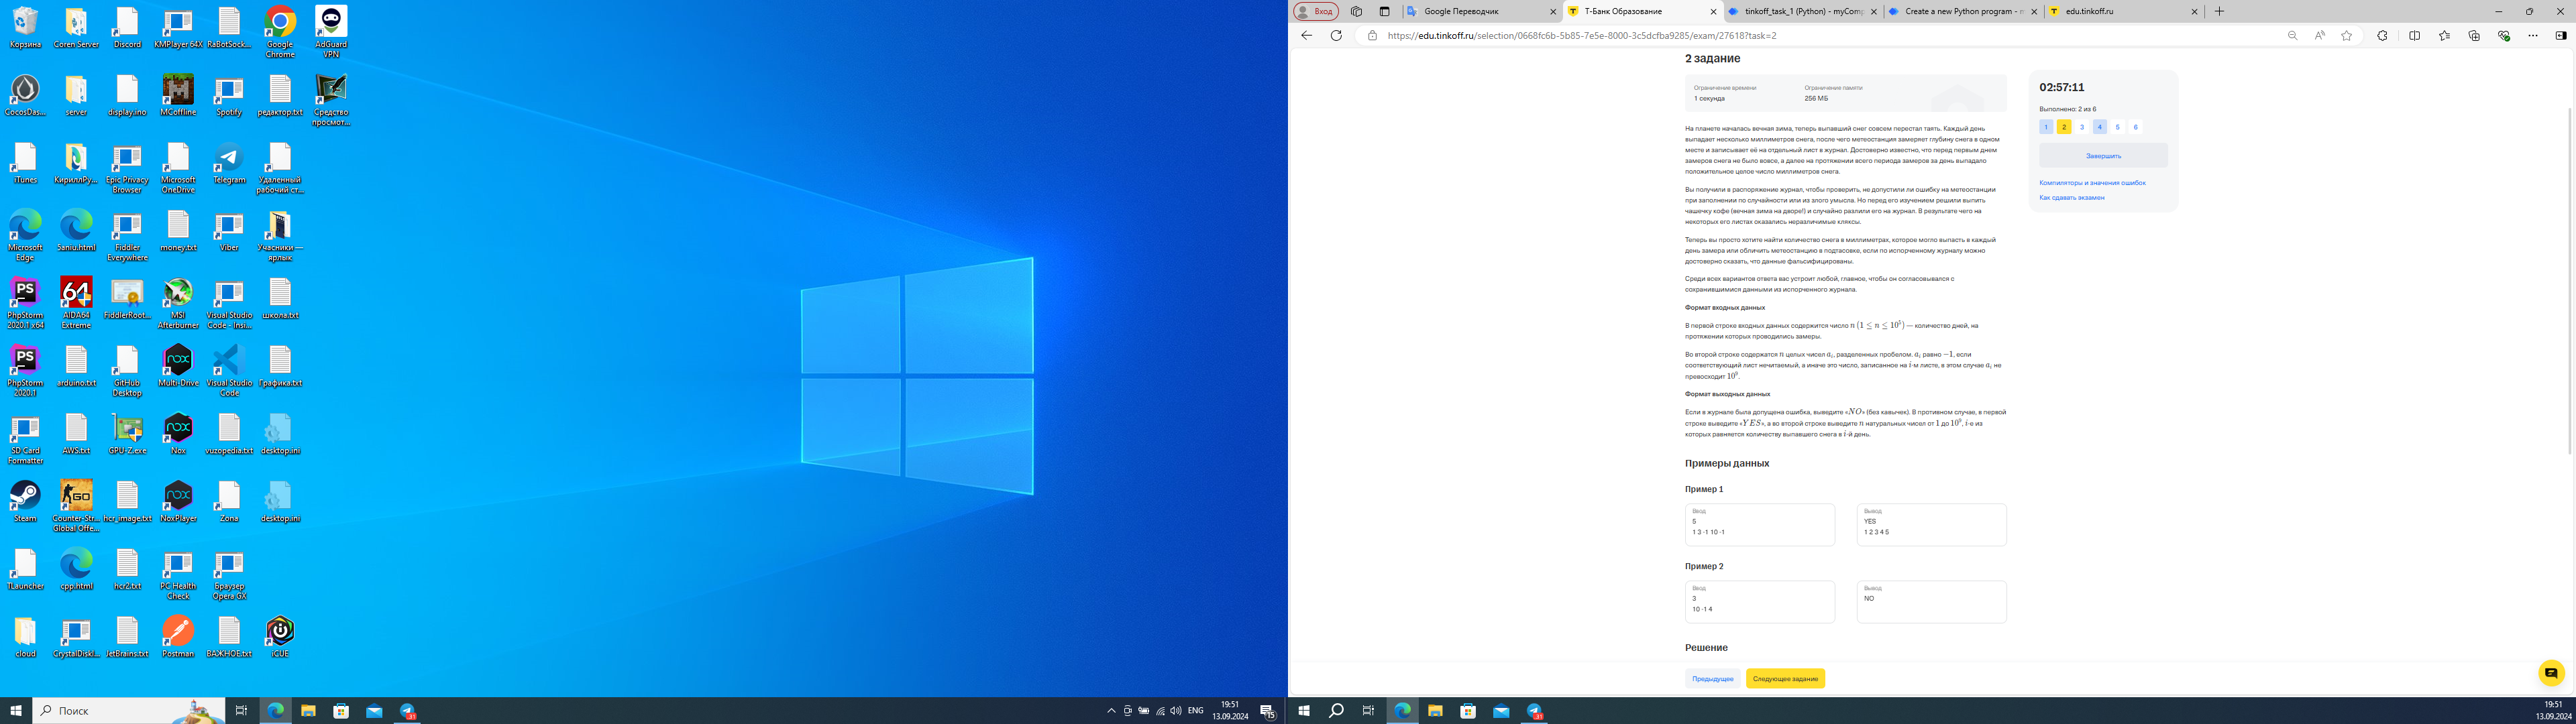 Корзина
Coren Server
Discord
KMPlayer 64X
RaBotSock...
Google Chrome
AdGuard VPN
CocosDas...
server
display.ino
MCoffline
Spotify
редактор.txt
Средство просмот...
iTunes
КириллРу...
Epic Privacy Browser
Microsoft OneDrive
Telegram
Удаленный рабочий ст...
Microsoft Edge
Saniu.html
Fiddler Everywhere
money.txt
Viber
Учасники — ярлык
PhpStorm 2020.1 x64
AIDA64 Extreme
FiddlerRoot...
MSI Afterburner
Visual Studio Code - Insi...
школа.txt
PhpStorm 2020.1
arduino.txt
GitHub Desktop
Multi-Drive
Visual Studio Code
Графика.txt
SD Card Formatter
AWS.txt
GPU-Z.exe
Nox
vuzopedia.txt
desktop.ini
Steam
Counter-Str... Global Offe...
hcr_image.txt
NoxPlayer
Zona
desktop.ini
TLauncher
cpp.html
hcr2.txt
PC Health Check
Браузер Opera GX
cloud
CrystalDiskI...
JetBrains.txt
Postman
ВАЖНОЕ.txt
iCUE
Поиск
ENG
19:51
13.09.2024
15
Вход
Google Переводчик
Т-Банк Образование
tinkoff_task_1 (Python) - myComp
Create a new Python program - m
edu.tinkoff.ru
https://edu.tinkoff.ru/selection/0668fc6b-5b85-7e5e-8000-3c5dcfba9285/exam/27618?task=2
2 задание
Ограничение времени
1 секунда
Ограничение памяти
256 МБ
На планете началась вечная зима, теперь выпавший снег совсем перестал таять. Каждый день
выпадает несколько миллиметров снега, после чего метеостанция замеряет глубину снега в одном
месте и записывает её на отдельный лист в журнал. Достоверно известно, что перед первым днем
замеров снега не было вовсе, а далее на протяжении всего периода замеров за день выпадало
положительное целое число миллиметров снега.
Вы получили в распоряжение журнал, чтобы проверить, не допустили ли ошибку на метеостанции
при заполнении по случайности или из злого умысла. Но перед его изучением решили выпить
чашечку кофе (вечная зима на дворе!) и случайно разлили его на журнал. В результате чего на
некоторых его листах оказались неразличимые кляксы.
Теперь вы просто хотите найти количество снега в миллиметрах, которое могло выпасть в каждый
день замера или обличить метеостанцию в подтасовке, если по испорченному журналу можно
достоверно сказать, что данные фальсифицированы.
Среди всех вариантов ответа вас устроит любой, главное, чтобы он согласовывался с
сохранившимися данными из испорченного журнала.
Формат входных данных
В первой строке входных данных содержится число n (1 ≤ n ≤ 10⁵) — количество дней, на
протяжении которых проводились замеры.
Во второй строке содержатся n целых чисел aᵢ, разделенных пробелом. aᵢ равно −1, если
соответствующий лист нечитаемый, а иначе это число, записанное на i-м листе, в этом случае aᵢ не
превосходит 10⁹.
Формат выходных данных
Если в журнале была допущена ошибка, выведите «NO» (без кавычек). В противном случае, в первой
строке выведите «YES», а во второй строке выведите n натуральных чисел от 1 до 10⁹, i-е из
которых равняется количеству выпавшего снега в i-й день.
Примеры данных
Пример 1
Ввод
5
1 3 -1 10 -1
Вывод
YES
1 2 3 4 5
Пример 2
Ввод
3
10 -1 4
Вывод
NO
Решение
Предыдущее
Следующее задание
02:57:11
Выполнено: 2 из 6
1 2 3 4 5 6
Завершить
Компиляторы и значения ошибок
Как сдавать экзамен
19:51
13.09.2024